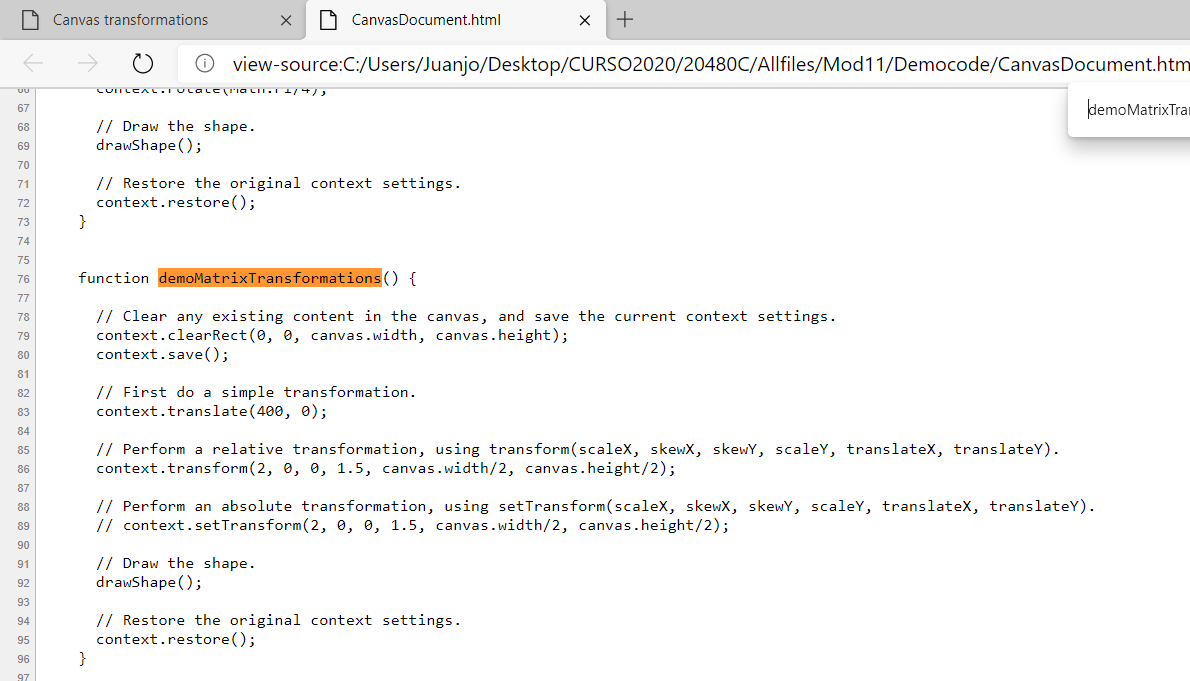 Canvas transformations
CanvasDocument.html
view-source:C:/Users/Juanjo/Desktop/CURSO2020/20480C/Allfiles/Mod11/Democode/CanvasDocument.htm
demoMatrixTra
66 context.rotate(Math.PI/4);
67
68 // Draw the shape.
69 drawShape();
70
71 // Restore the original context settings.
72 context.restore();
73 }
74
75
76 function demoMatrixTransformations() {
77
78 // Clear any existing content in the canvas, and save the current context settings.
79 context.clearRect(0, 0, canvas.width, canvas.height);
80 context.save();
81
82 // First do a simple transformation.
83 context.translate(400, 0);
84
85 // Perform a relative transformation, using transform(scaleX, skewX, skewY, scaleY, translateX, translateY).
86 context.transform(2, 0, 0, 1.5, canvas.width/2, canvas.height/2);
87
88 // Perform an absolute transformation, using setTransform(scaleX, skewX, skewY, scaleY, translateX, translateY).
89 // context.setTransform(2, 0, 0, 1.5, canvas.width/2, canvas.height/2);
90
91 // Draw the shape.
92 drawShape();
93
94 // Restore the original context settings.
95 context.restore();
96 }
97